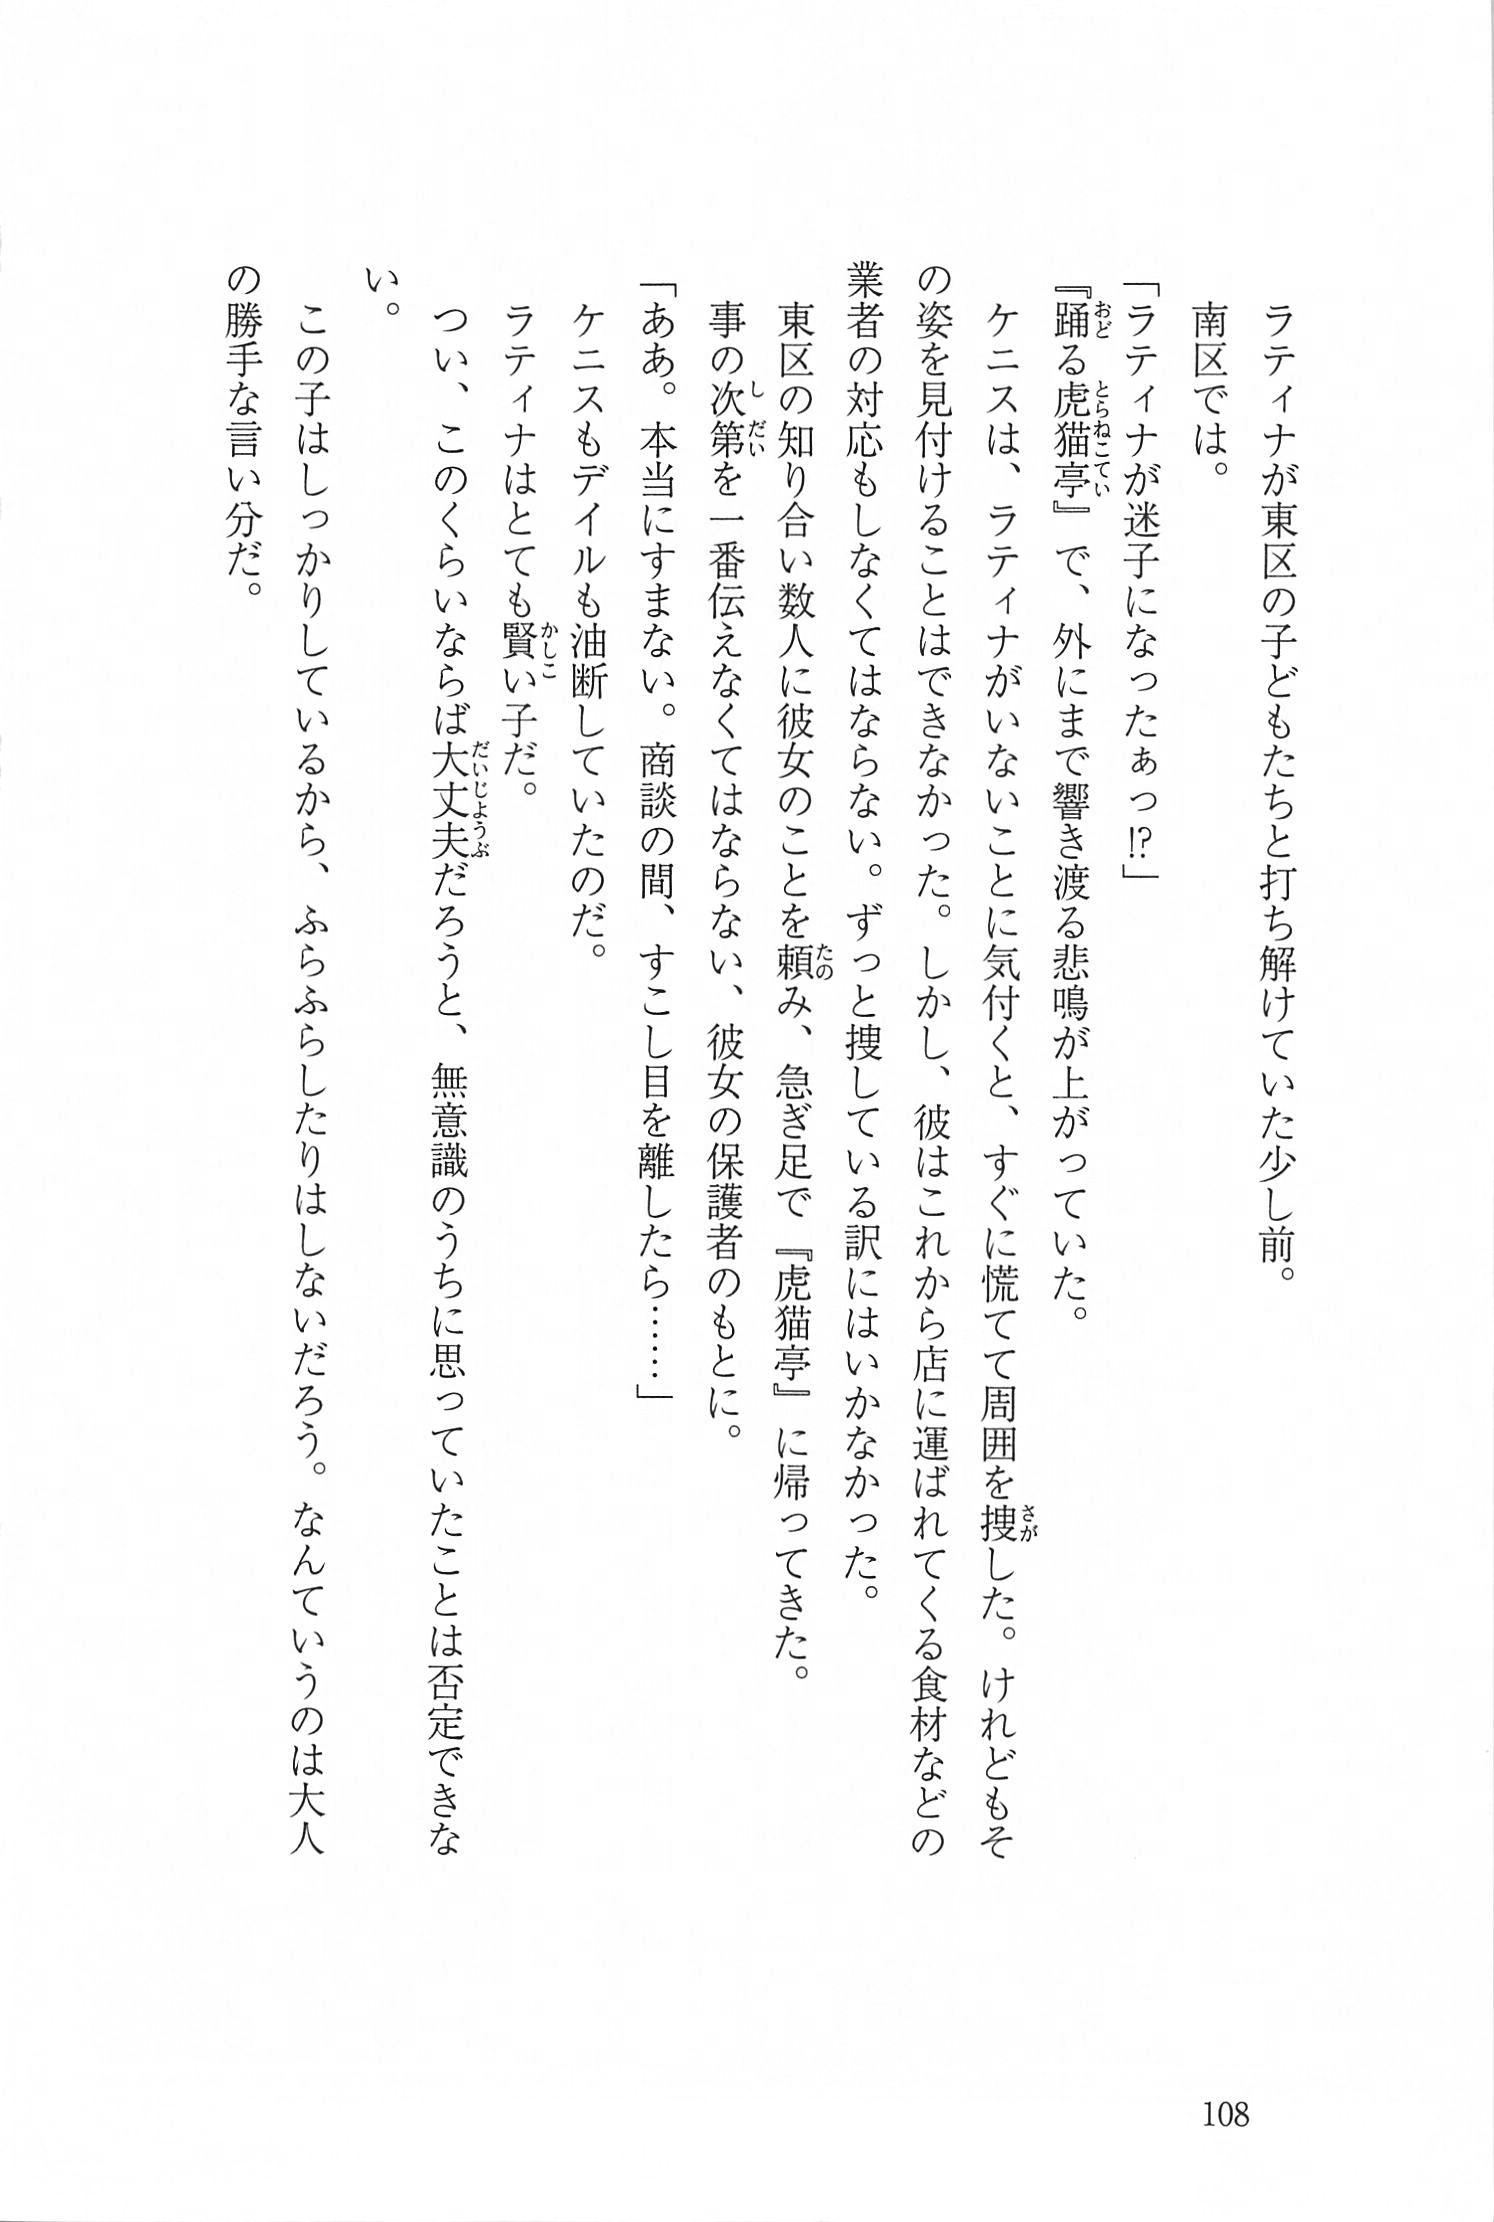 ラティナが東区の子どもたちと打ち解けていた少し前。
南区では。
「ラティナが迷子になったぁっ⁉」
『踊る虎猫亭』で、外にまで響き渡る悲鳴が上がっていた。
ケニスは、ラティナがいないことに気付くと、すぐに慌てて周囲を捜した。けれどもそ
の姿を見付けることはできなかった。しかし、彼はこれから店に運ばれてくる食材などの
業者の対応もしなくてはならない。ずっと捜している訳にはいかなかった。
東区の知り合い数人に彼女のことを頼み、急ぎ足で『虎猫亭』に帰ってきた。
事の次第を一番伝えなくてはならない、彼女の保護者のもとに。
「ああ。本当にすまない。商談の間、すこし目を離したら……」
ケニスもデイルも油断していたのだ。
ラティナはとても賢い子だ。
つい、このくらいならば大丈夫だろうと、無意識のうちに思っていたことは否定できな
い。
この子はしっかりしているから、ふらふらしたりはしないだろう。なんていうのは大人
の勝手な言い分だ。
108